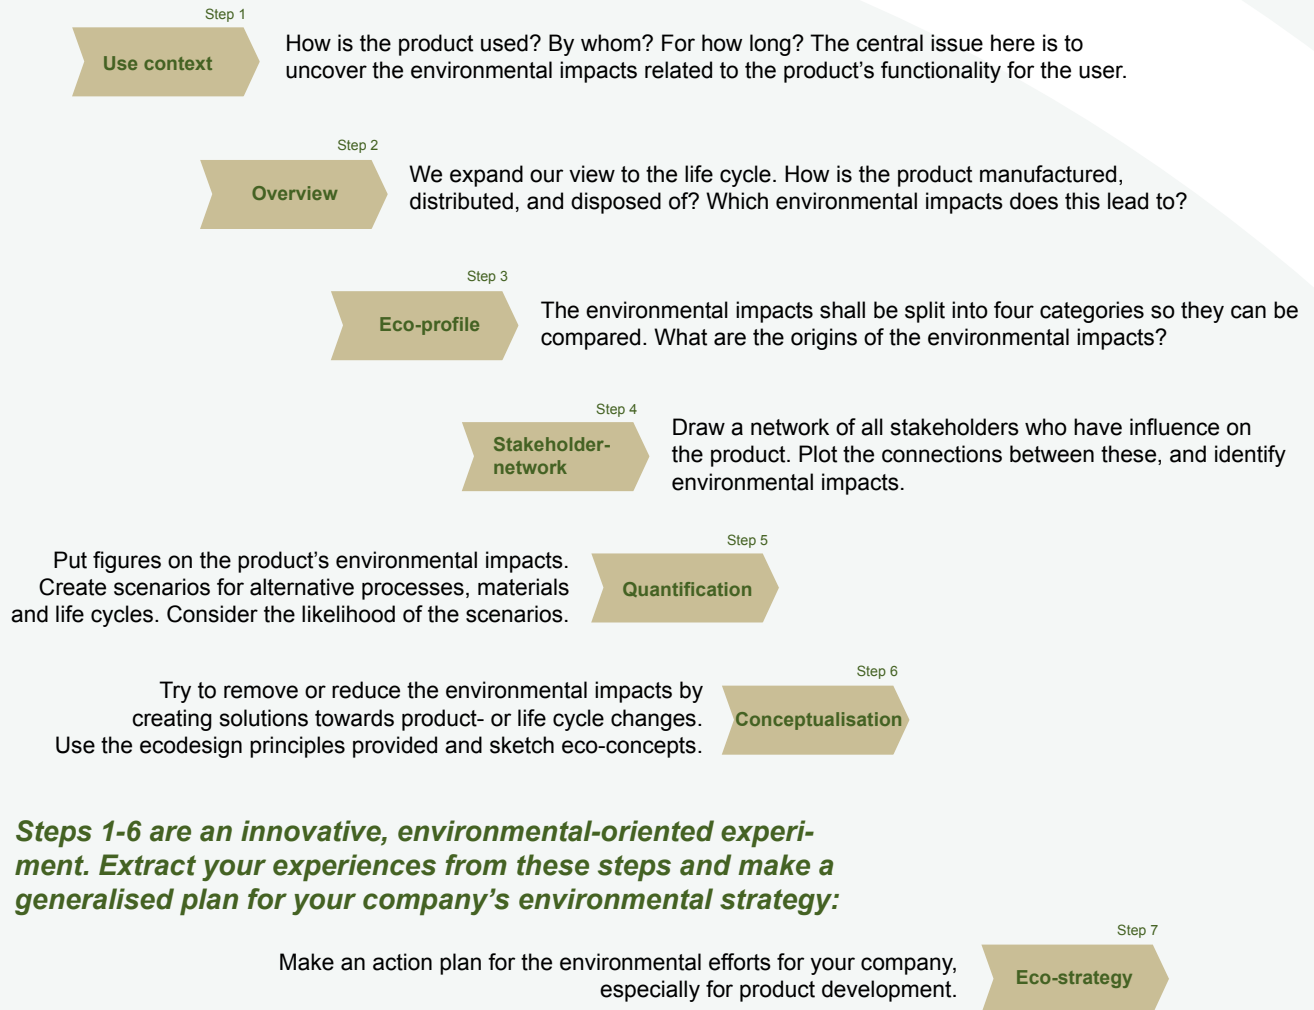 Step 1
Use context
How is the product used? By whom? For how long? The central issue here is to
uncover the environmental impacts related to the product’s functionality for the user.
Step 2
Overview
We expand our view to the life cycle. How is the product manufactured,
distributed, and disposed of? Which environmental impacts does this lead to?
Step 3
Eco-profile
The environmental impacts shall be split into four categories so they can be
compared. What are the origins of the environmental impacts?
Step 4
Stakeholder-
network
Draw a network of all stakeholders who have influence on
the product. Plot the connections between these, and identify
environmental impacts.
Step 5
Put figures on the product’s environmental impacts.
Create scenarios for alternative processes, materials
and life cycles. Consider the likelihood of the scenarios.
Quantification
Step 6
Try to remove or reduce the environmental impacts by
creating solutions towards product- or life cycle changes.
Use the ecodesign principles provided and sketch eco-concepts.
Conceptualisation
Steps 1-6 are an innovative, environmental-oriented experi-
ment. Extract your experiences from these steps and make a
generalised plan for your company’s environmental strategy:
Step 7
Make an action plan for the environmental efforts for your company,
especially for product development.
Eco-strategy